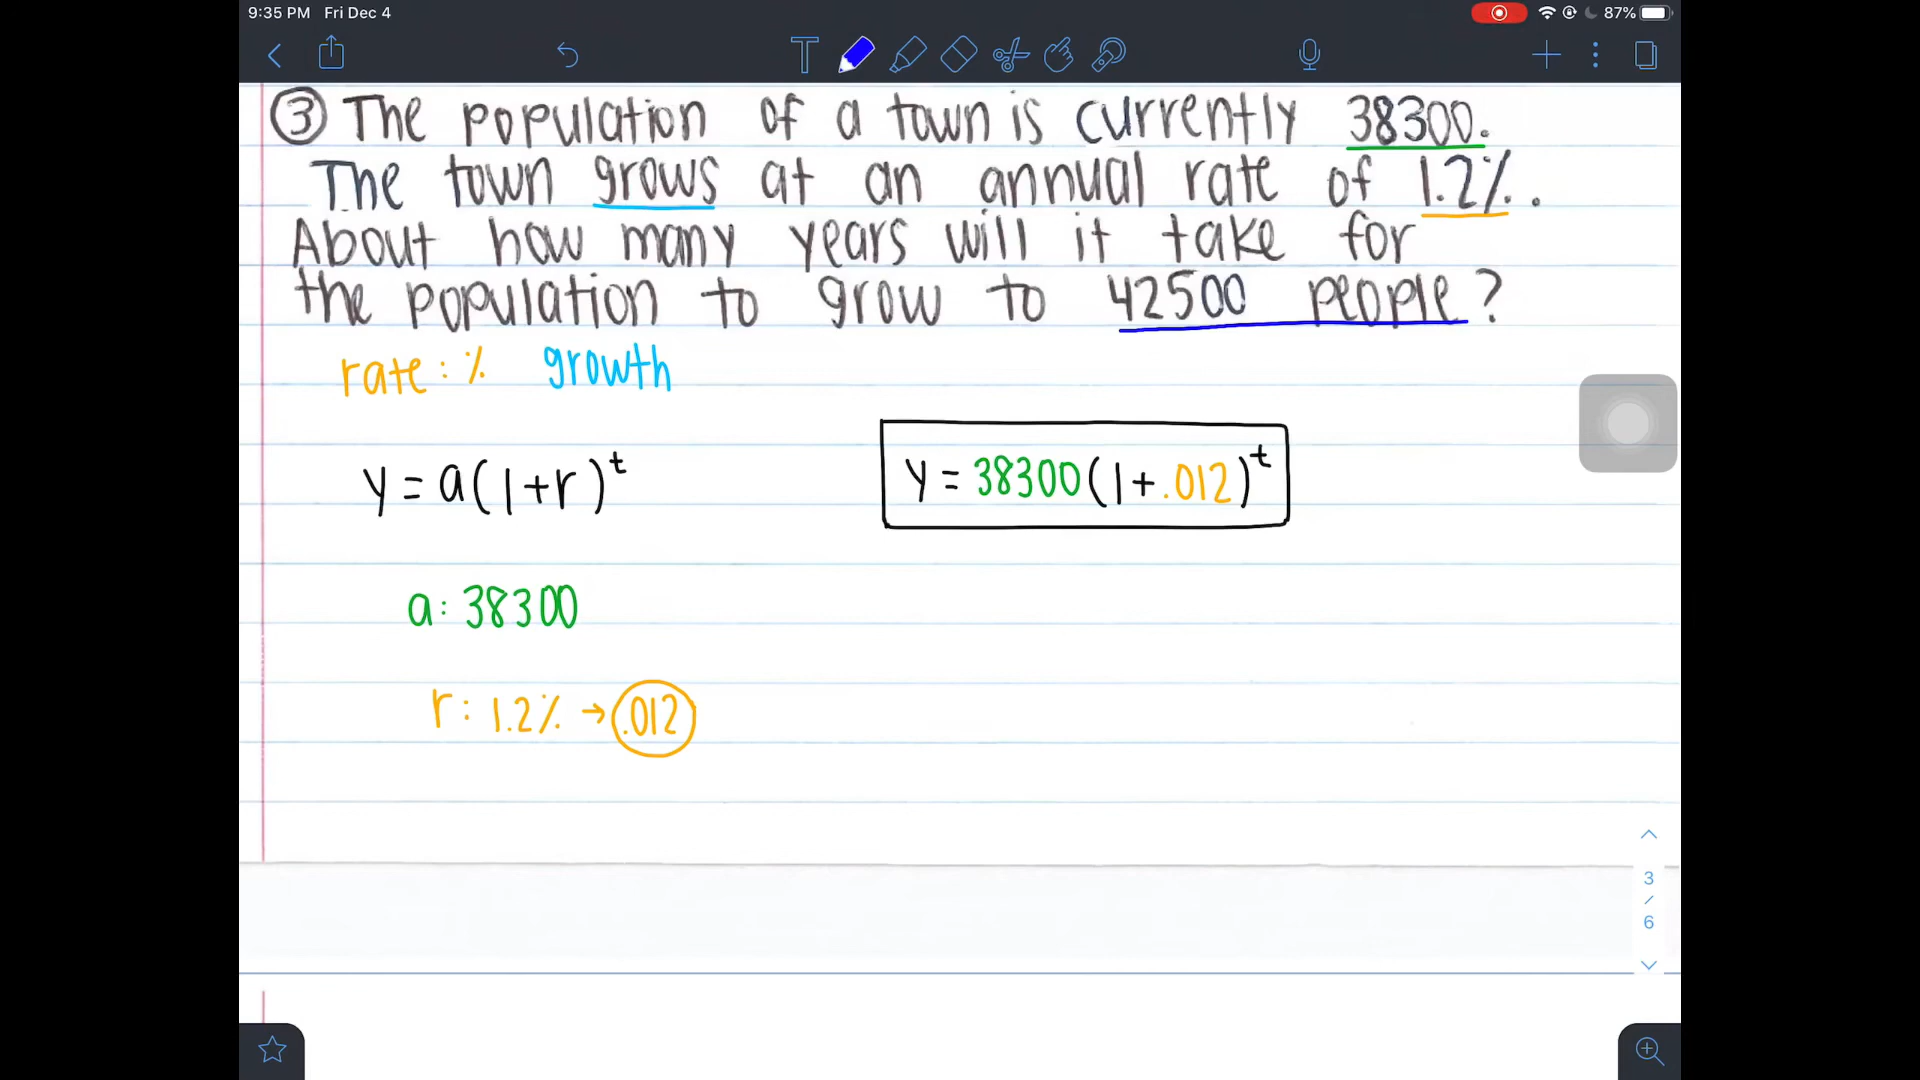 9:35 PM Fri Dec 4 87%
T
③ The population of a town is currently 38300.
The town grows at an annual rate of 1.2%.
About how many years will it take for
the population to grow to 42500 people?
rate: % growth
y = a(1+r)^t
y = 38300(1+.012)^t
a: 38300
r: 1.2% → .012
3
/
6